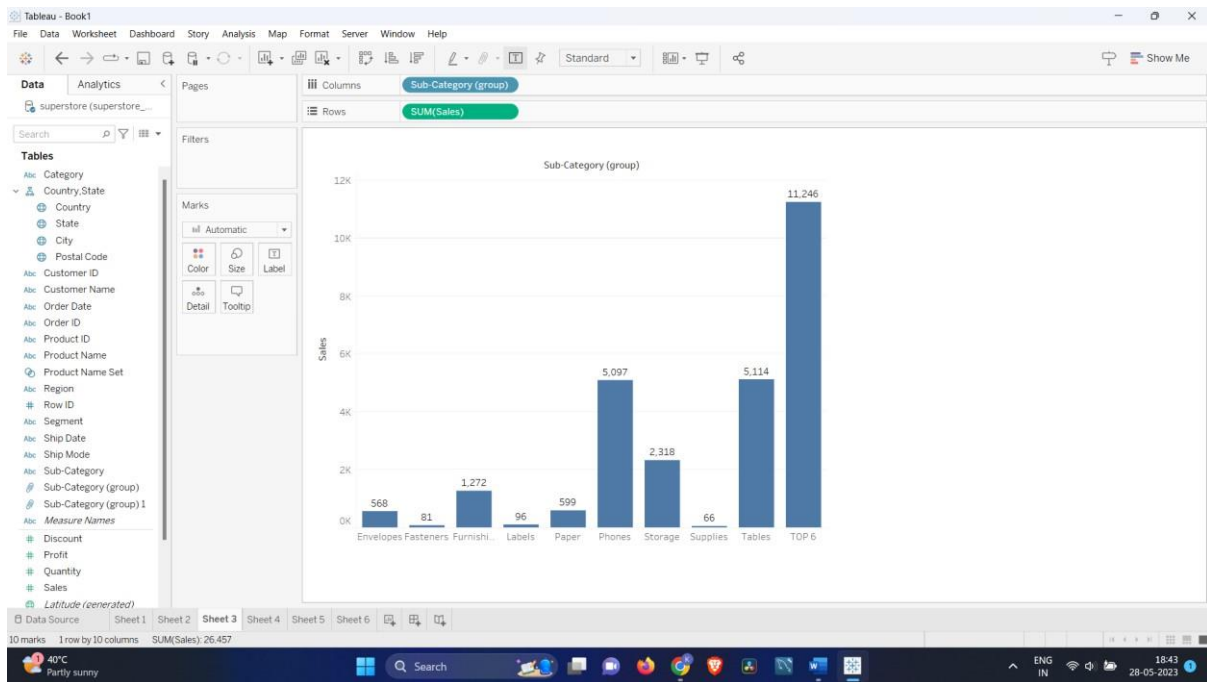 Tableau - Book1
File Data Worksheet Dashboard Story Analysis Map Format Server Window Help
Standard
Show Me
Data Analytics
superstore (superstore_...
Search
Tables
Abc Category
Country,State
Country
State
City
Postal Code
Abc Customer ID
Abc Customer Name
Abc Order Date
Abc Order ID
Abc Product ID
Abc Product Name
Product Name Set
Abc Region
# Row ID
Abc Segment
Abc Ship Date
Abc Ship Mode
Abc Sub-Category
Sub-Category (group)
Sub-Category (group) 1
Abc Measure Names
# Discount
# Profit
# Quantity
# Sales
Latitude (generated)
Pages
Filters
Marks
Automatic
Color Size Label
Detail Tooltip
Columns Sub-Category (group)
Rows SUM(Sales)
Sub-Category (group)
12K
10K
8K
6K
4K
2K
0K
Sales
568
81
1,272
96
599
5,097
2,318
66
5,114
11,246
Envelopes Fasteners Furnishi.. Labels Paper Phones Storage Supplies Tables TOP 6
Data Source Sheet 1 Sheet 2 Sheet 3 Sheet 4 Sheet 5 Sheet 6
10 marks 1 row by 10 columns SUM(Sales): 26.457
1
40°C
Partly sunny
Search
ENG
IN
18:43
28-05-2023
1